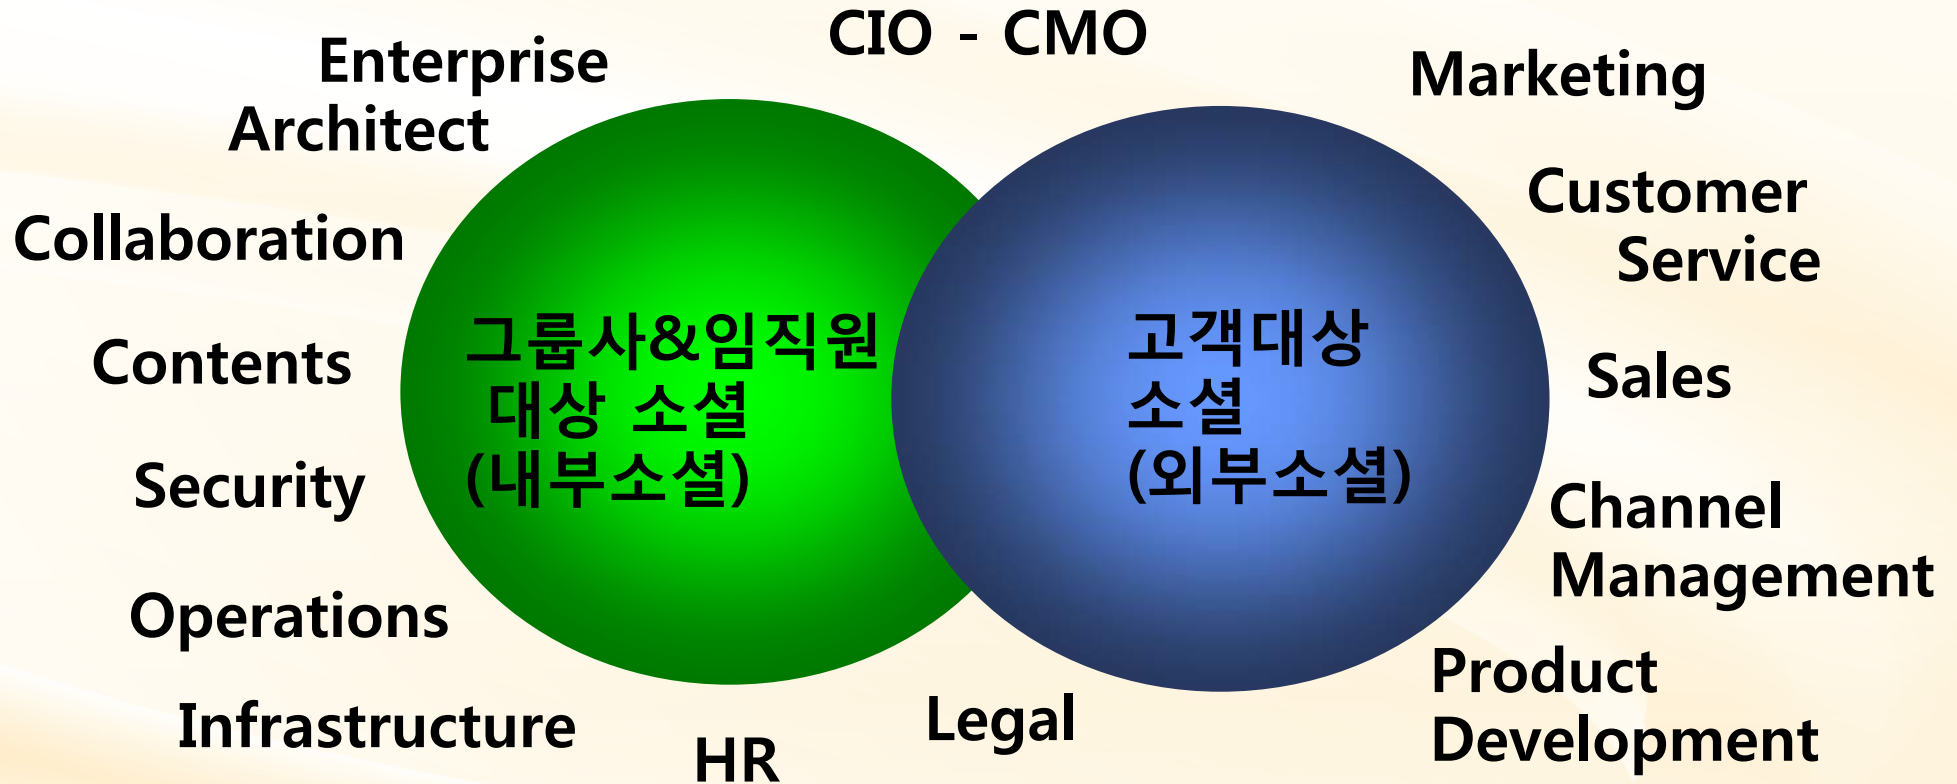 CIO - CMO
Enterprise
Architect
Collaboration
Contents
Security
Operations
Infrastructure
HR
Legal
그룹사&임직원
대상 소셜
(내부소셜)
고객대상
소셜
(외부소셜)
Marketing
Customer
Service
Sales
Channel
Management
Product
Development